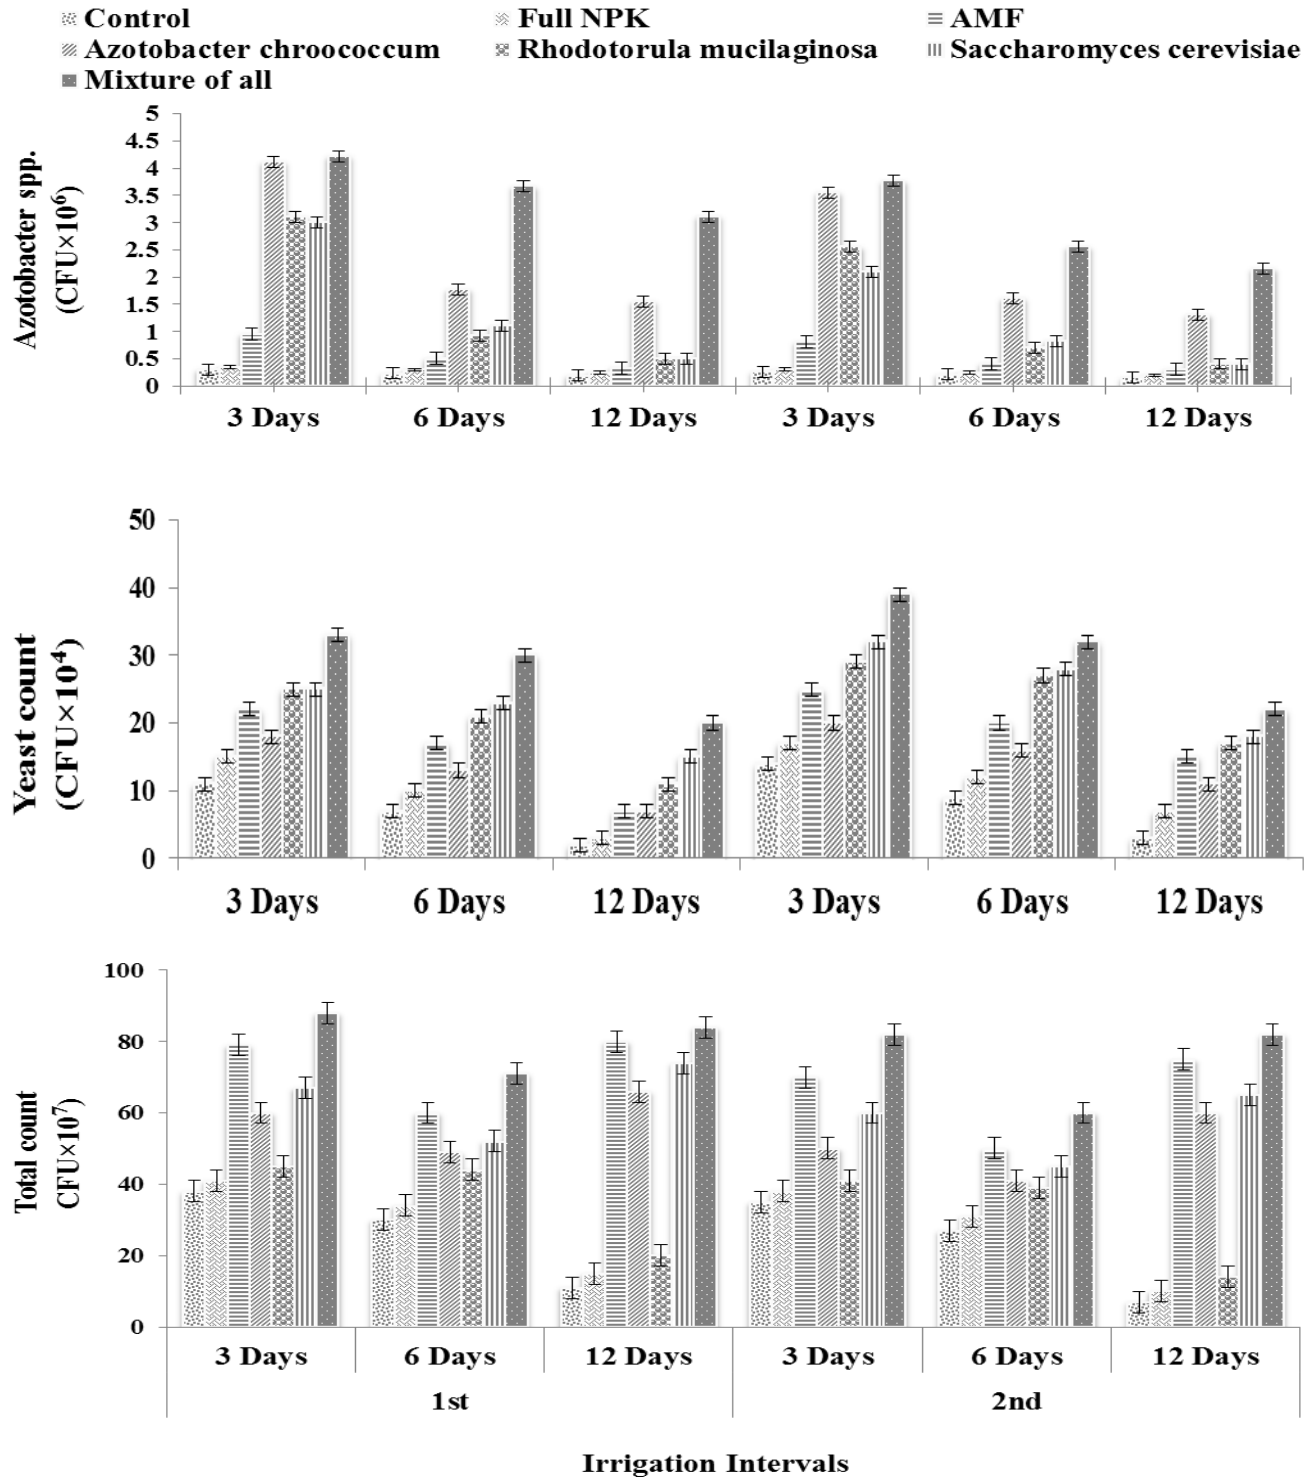 Control Full NPK AMF
Azotobacter chroococcum Rhodotorula mucilaginosa Saccharomyces cerevisiae
Mixture of all
Azotobacter spp.
(CFU×10⁶)
5
4.5
4
3.5
3
2.5
2
1.5
1
0.5
0
3 Days 6 Days 12 Days 3 Days 6 Days 12 Days
Yeast count
(CFU×10⁴)
50
40
30
20
10
0
3 Days 6 Days 12 Days 3 Days 6 Days 12 Days
Total count
CFU×10⁷)
100
80
60
40
20
0
3 Days 6 Days 12 Days 3 Days 6 Days 12 Days
1st 2nd
Irrigation Intervals